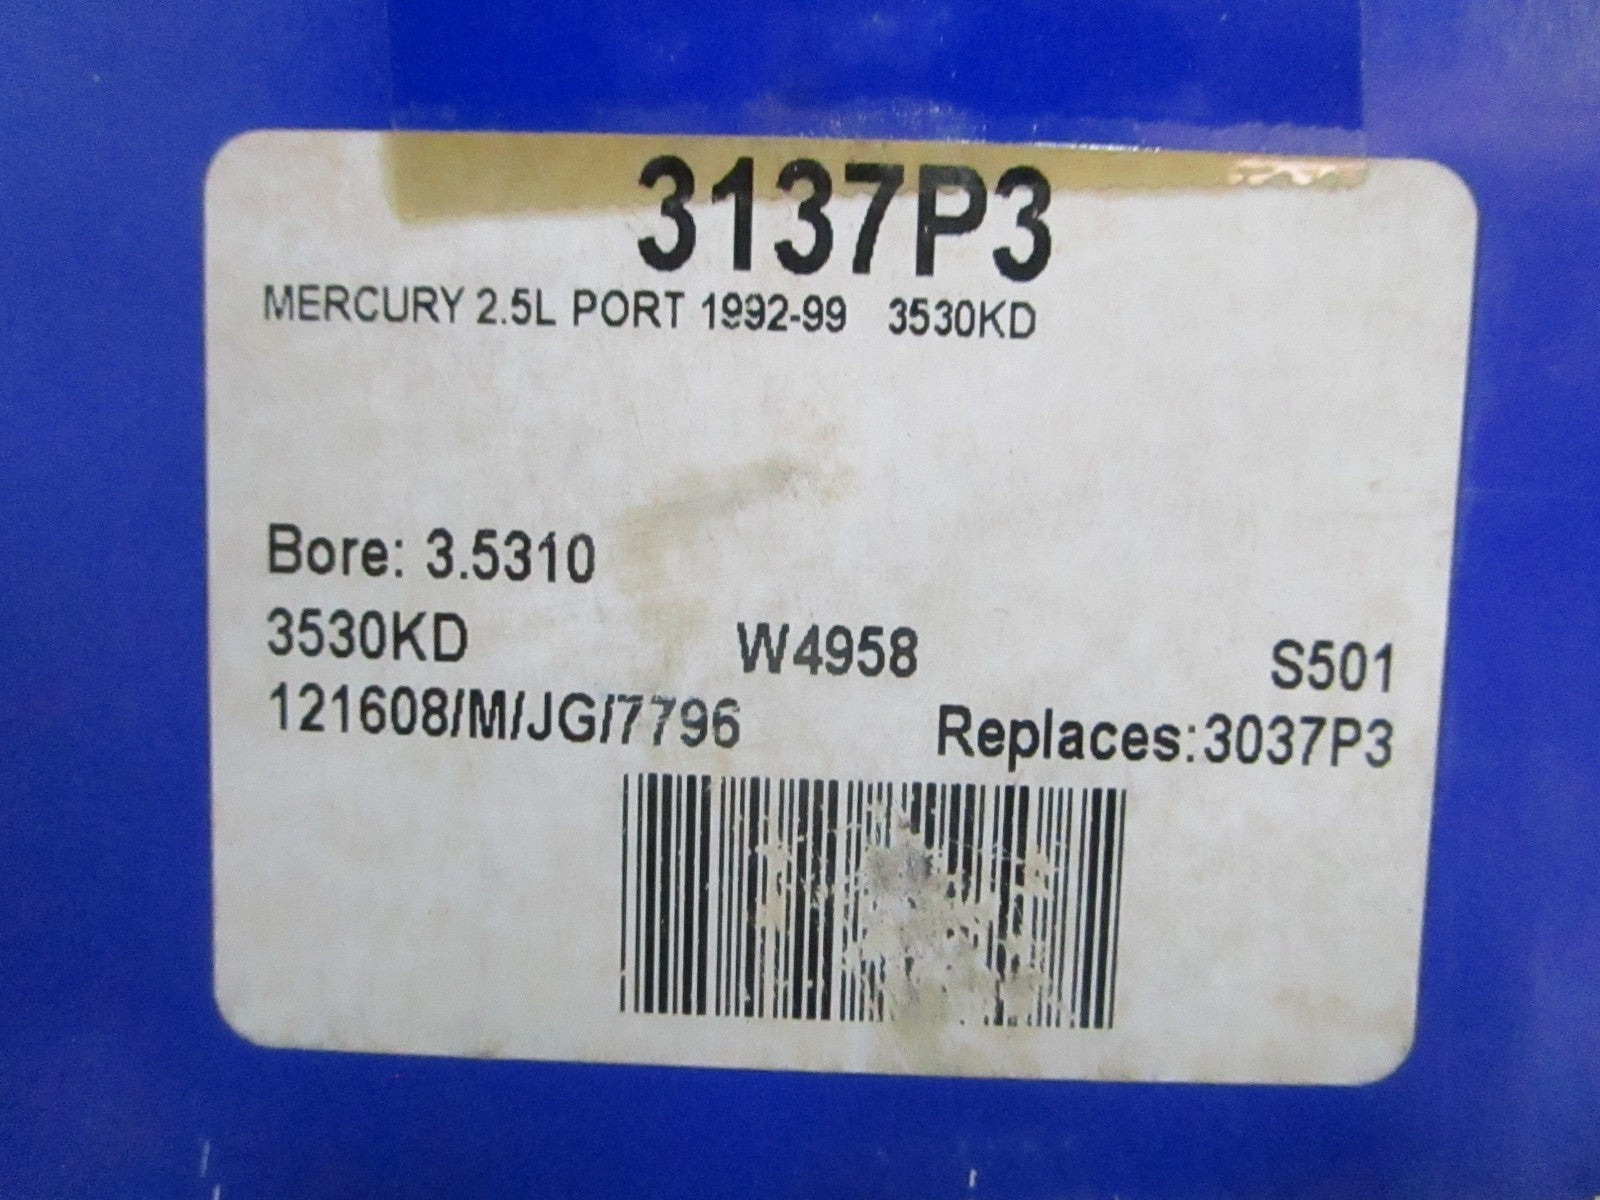 3137P3
MERCURY 2.5L PORT 1992-99 3530KD
Bore: 3.5310
3530KD W4958 S501
121608/M/JG/7796 Replaces:3037P3